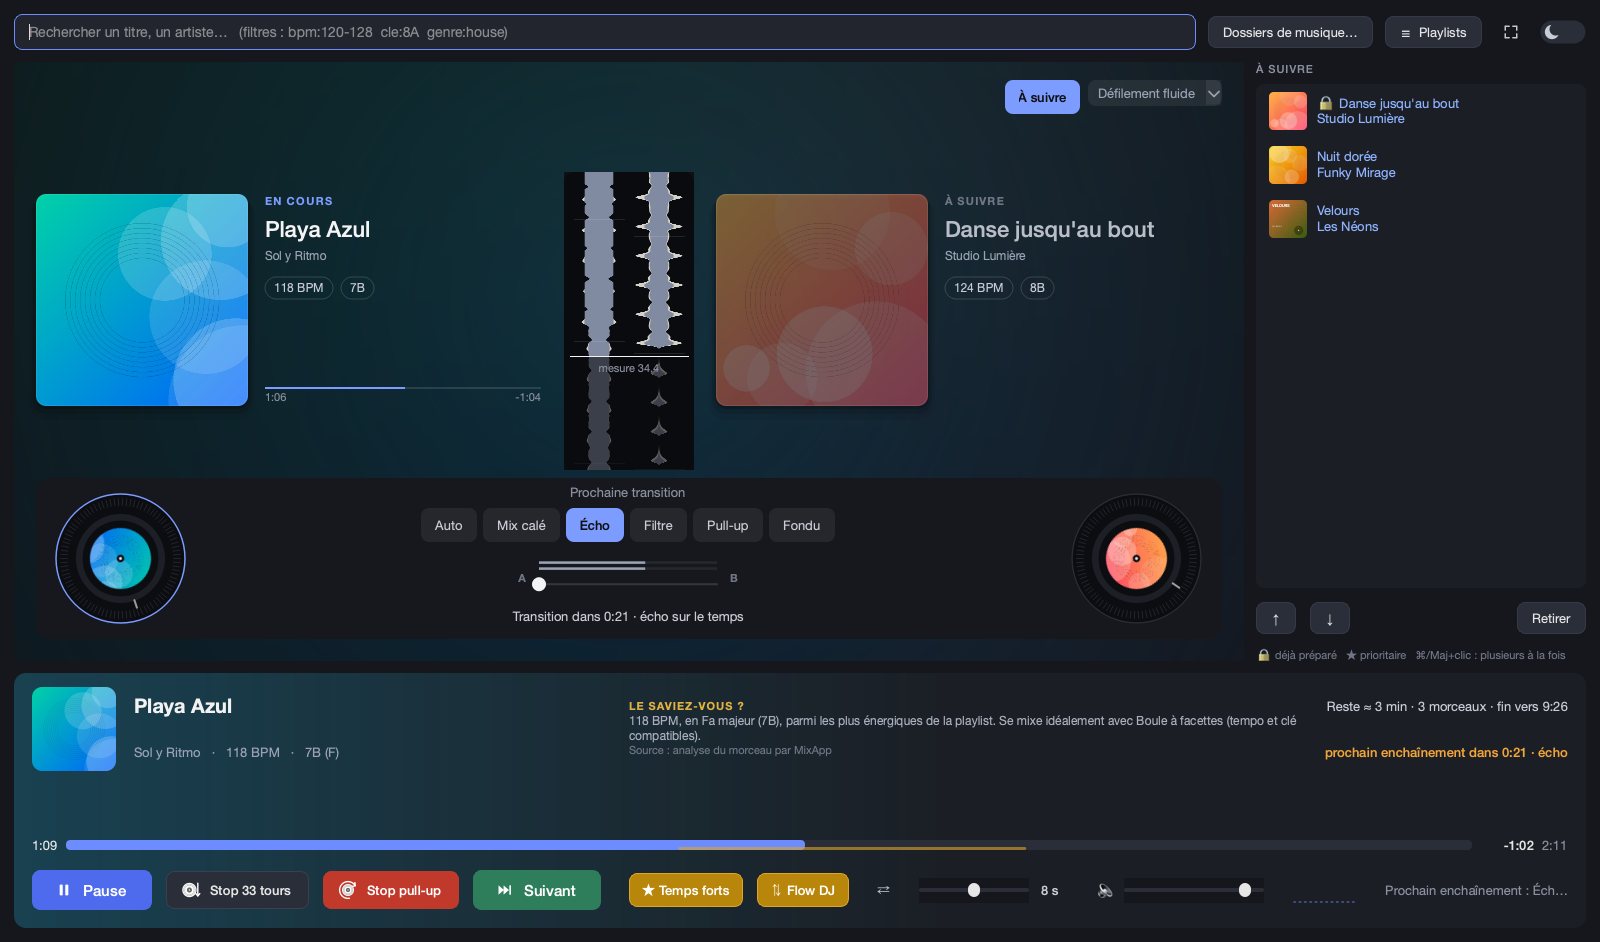 Rechercher un titre, un artiste…   (filtres : bpm:120-128  cle:8A  genre:house)
Dossiers de musique…
≡ Playlists
À SUIVRE
À suivre
Défilement fluide
🔒 Danse jusqu'au bout
Studio Lumière
Nuit dorée
Funky Mirage
VELOURS
Velours
Les Néons
EN COURS
Playa Azul
Sol y Ritmo
118 BPM
7B
1:06
-1:04
mesure 34.4
À SUIVRE
Danse jusqu'au bout
Studio Lumière
124 BPM
8B
Prochaine transition
Auto
Mix calé
Écho
Filtre
Pull-up
Fondu
A
B
Transition dans 0:21 · écho sur le temps
↑
↓
Retirer
🔒 déjà préparé  ★ prioritaire  ⌘/Maj+clic : plusieurs à la fois
Playa Azul
Sol y Ritmo · 118 BPM · 7B (F)
LE SAVIEZ-VOUS ?
118 BPM, en Fa majeur (7B), parmi les plus énergiques de la playlist. Se mixe idéalement avec Boule à facettes (tempo et clé
compatibles).
Source : analyse du morceau par MixApp
Reste ≈ 3 min · 3 morceaux · fin vers 9:26
prochain enchaînement dans 0:21 · écho
1:09
-1:02 2:11
Pause
Stop 33 tours
Stop pull-up
Suivant
★ Temps forts
⇅ Flow DJ
⇄
8 s
Prochain enchaînement : Éch…